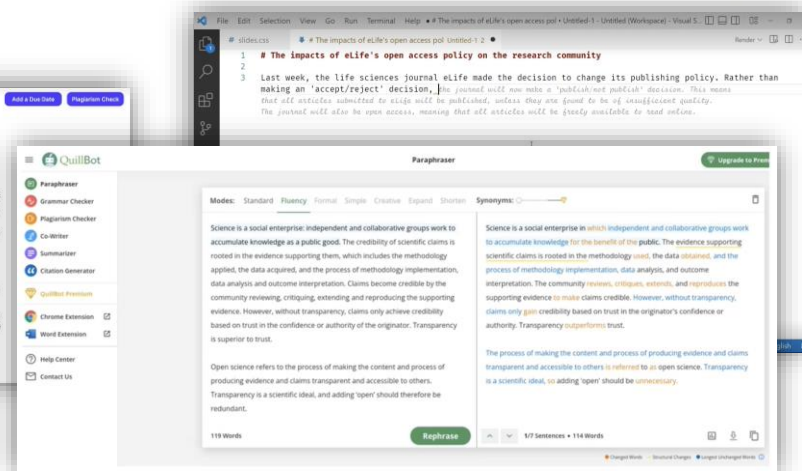 File Edit Selection View Go Run Terminal Help ● # The impacts of eLife's open access pol • Untitled-1 - Untitled (Workspace) - Visual S..
# slides.css
# The impacts of eLife's open access pol Untitled-1 2 ●
Render
1 # The impacts of eLife's open access policy on the research community
2
3 Last week, the life sciences journal eLife made the decision to change its publishing policy. Rather than
making an 'accept/reject' decision, the journal will now make a 'publish/not publish' decision. This means
that all articles submitted to eLife will be published, unless they are found to be of insufficient quality.
The journal will also be open access, meaning that all articles will be freely available to read online.
Add a Due Date
Plagiarism Check
QuillBot
Paraphraser
Upgrade to Prem
Paraphraser
Grammar Checker
Plagiarism Checker
Co-Writer
Summarizer
Citation Generator
QuillBot Premium
Chrome Extension
Word Extension
Help Center
Contact Us
Modes: Standard Fluency Formal Simple Creative Expand Shorten Synonyms:
Science is a social enterprise: independent and collaborative groups work to
accumulate knowledge as a public good. The credibility of scientific claims is
rooted in the evidence supporting them, which includes the methodology
applied, the data acquired, and the process of methodology implementation,
data analysis and outcome interpretation. Claims become credible by the
community reviewing, critiquing, extending and reproducing the supporting
evidence. However, without transparency, claims only achieve credibility
based on trust in the confidence or authority of the originator. Transparency
is superior to trust.
Open science refers to the process of making the content and process of
producing evidence and claims transparent and accessible to others.
Transparency is a scientific ideal, and adding 'open' should therefore be
redundant.
119 Words
Rephrase
Science is a social enterprise in which independent and collaborative groups work
to accumulate knowledge for the benefit of the public. The evidence supporting
scientific claims is rooted in the methodology used, the data obtained, and the
process of methodology implementation, data analysis, and outcome
interpretation. The community reviews, critiques, extends, and reproduces the
supporting evidence to make claims credible. However, without transparency,
claims only gain credibility based on trust in the originator's confidence or
authority. Transparency outperforms trust.
The process of making the content and process of producing evidence and claims
transparent and accessible to others is referred to as open science. Transparency
is a scientific ideal, so adding 'open' should be unnecessary.
1/7 Sentences • 114 Words
Changed Words
Structural Changes
Longest Unchanged Words
glish